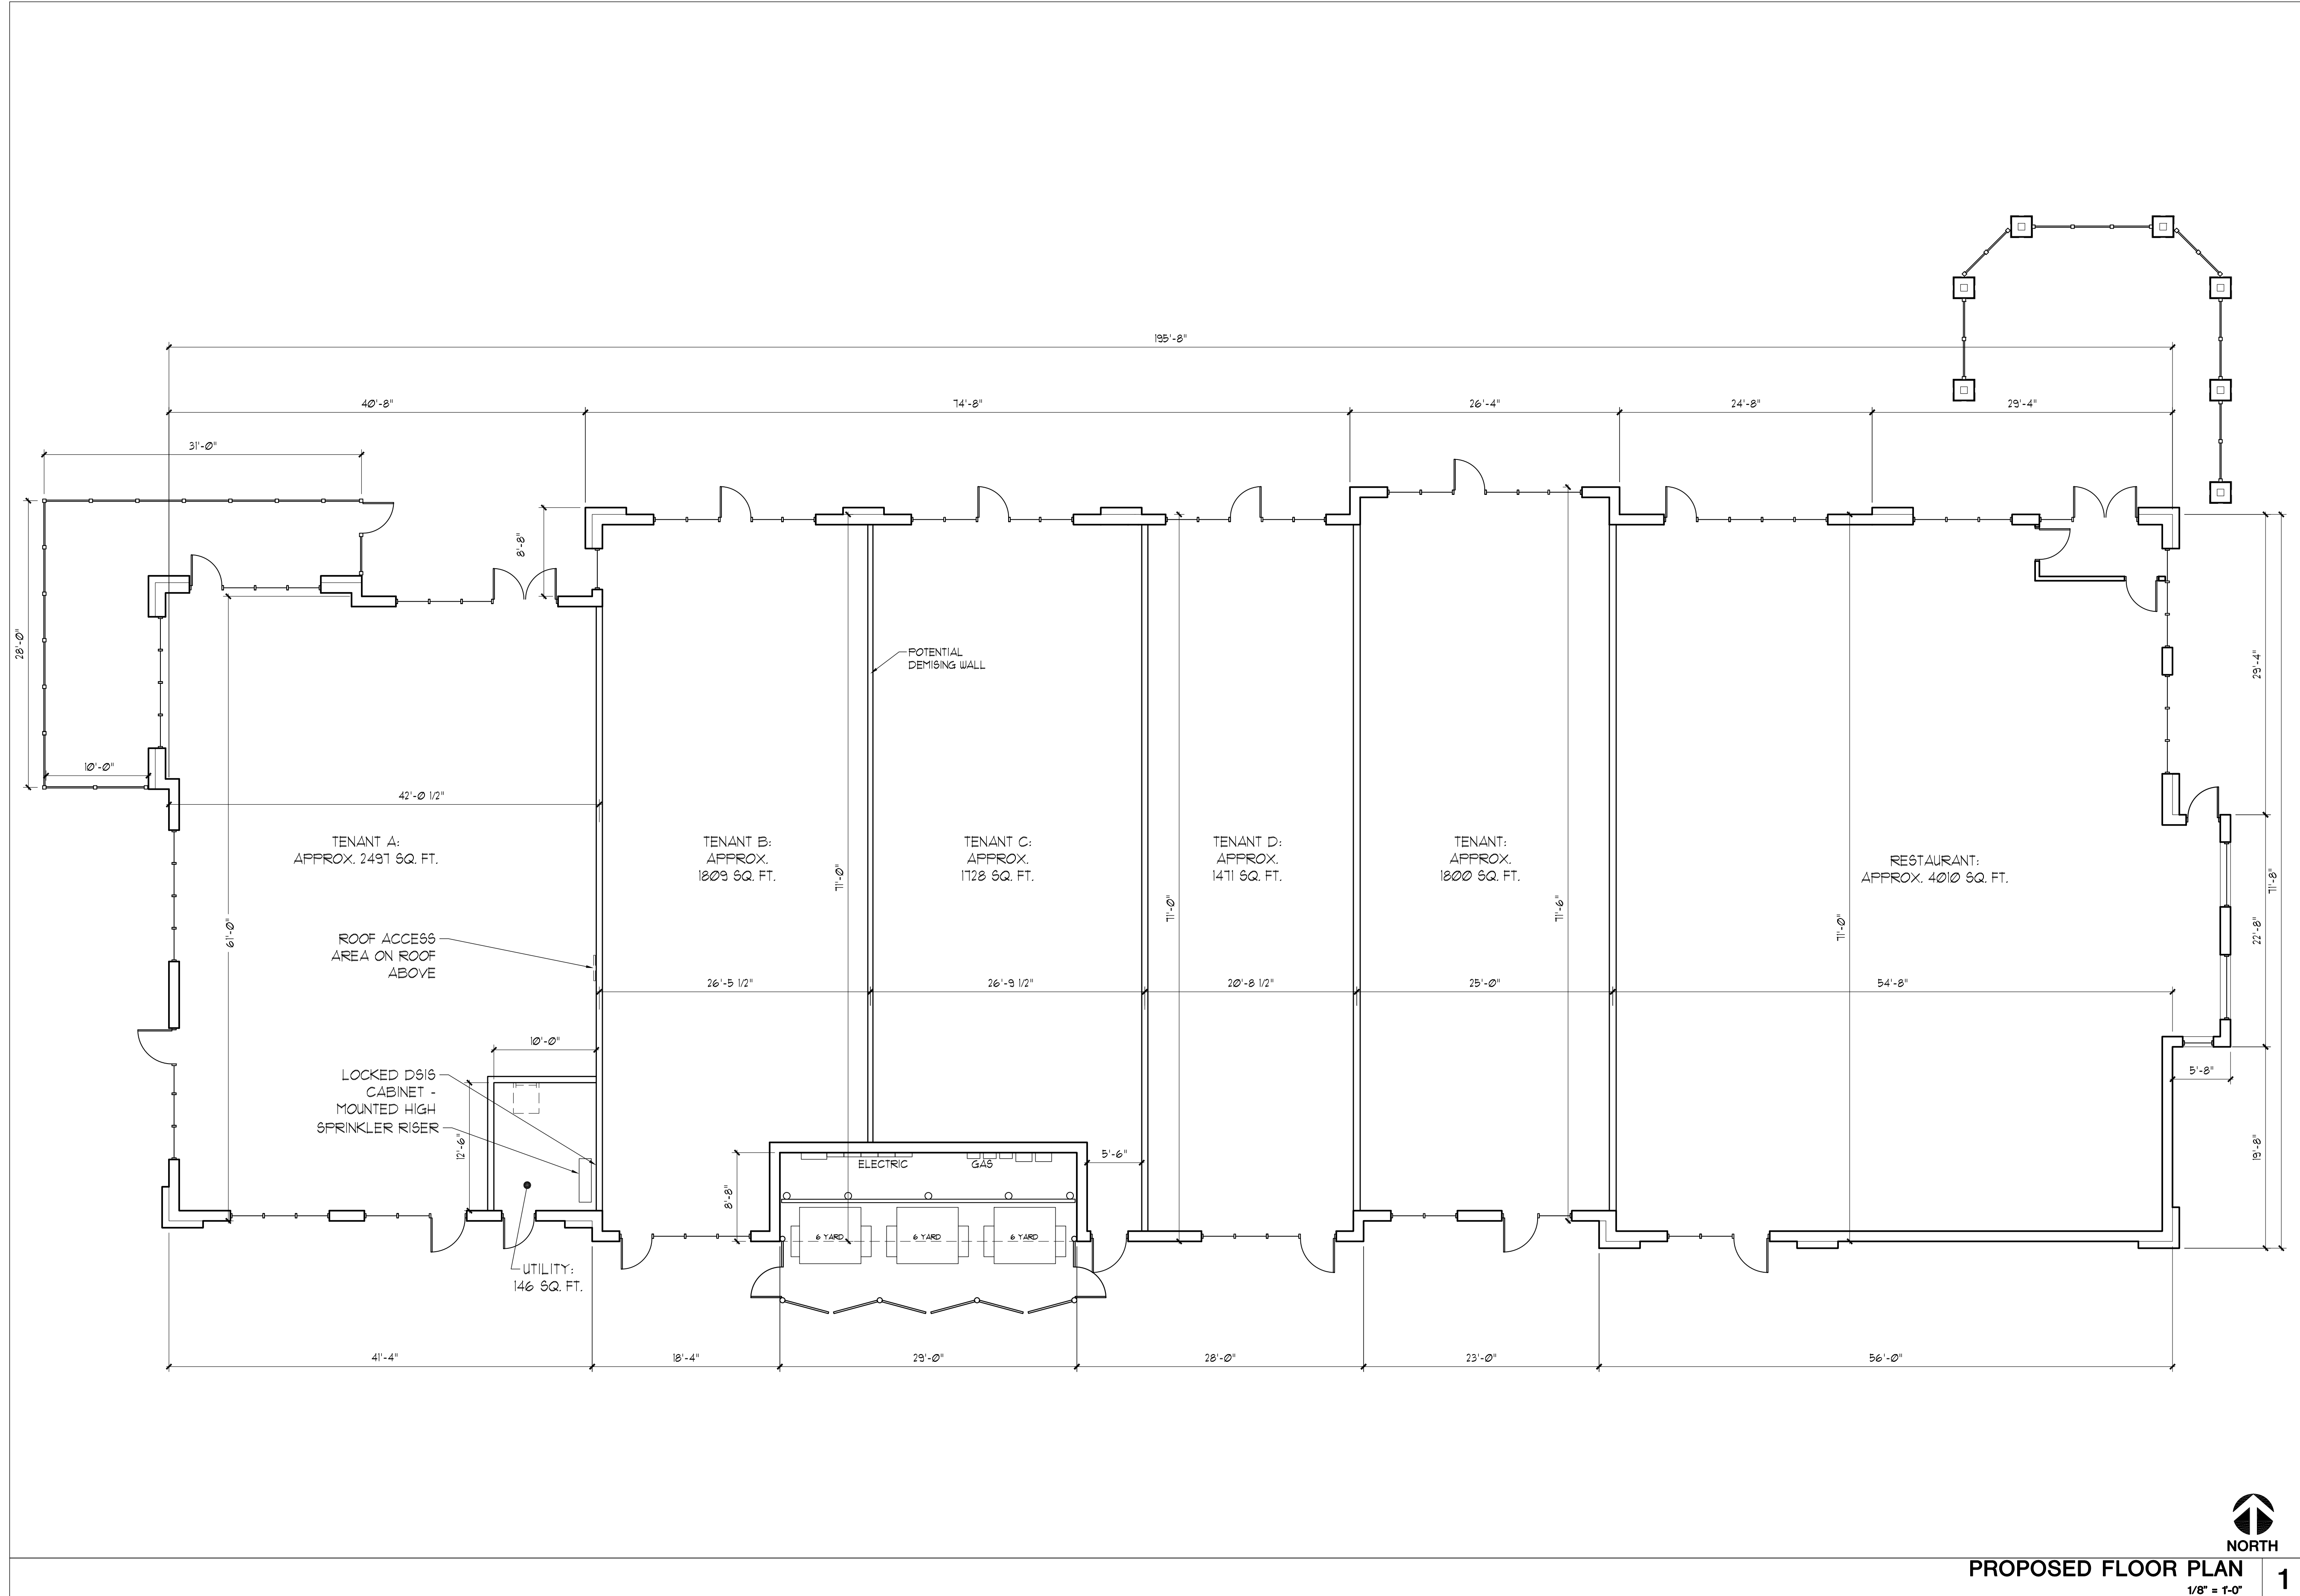 195'-8"
40'-8"
74'-8"
26'-4"
24'-8"
29'-4"
31'-0"
8'-8"
28'-0"
10'-0"
POTENTIAL
DEMISING WALL
29'-4"
42'-0 1/2"
TENANT A:
APPROX. 2497 SQ. FT.
TENANT B:
APPROX.
1809 SQ. FT.
TENANT C:
APPROX.
1728 SQ. FT.
TENANT D:
APPROX.
1471 SQ. FT.
TENANT:
APPROX.
1800 SQ. FT.
RESTAURANT:
APPROX. 4010 SQ. FT.
61'-0"
71'-0"
71'-0"
71'-6"
71'-0"
71'-8"
22'-8"
ROOF ACCESS
AREA ON ROOF
ABOVE
26'-5 1/2"
26'-9 1/2"
20'-8 1/2"
25'-0"
54'-8"
10'-0"
LOCKED DSIS
CABINET -
MOUNTED HIGH
SPRINKLER RISER
12'-6"
5'-8"
19'-8"
5'-6"
ELECTRIC
GAS
8'-8"
6 YARD
6 YARD
6 YARD
UTILITY:
146 SQ. FT.
41'-4"
18'-4"
29'-0"
28'-0"
23'-0"
56'-0"
NORTH
PROPOSED FLOOR PLAN
1/8" = 1'-0"
1